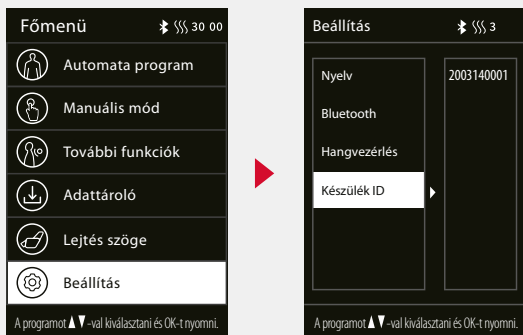 Főmenü 30 00
Automata program
Manuális mód
További funkciók
Adattároló
Lejtés szöge
Beállítás
A programot ▲▼-val kiválasztani és OK-t nyomni.
Beállítás 3
Nyelv
Bluetooth
Hangvezérlés
Készülék ID
2003140001
A programot ▲▼-val kiválasztani és OK-t nyomni.